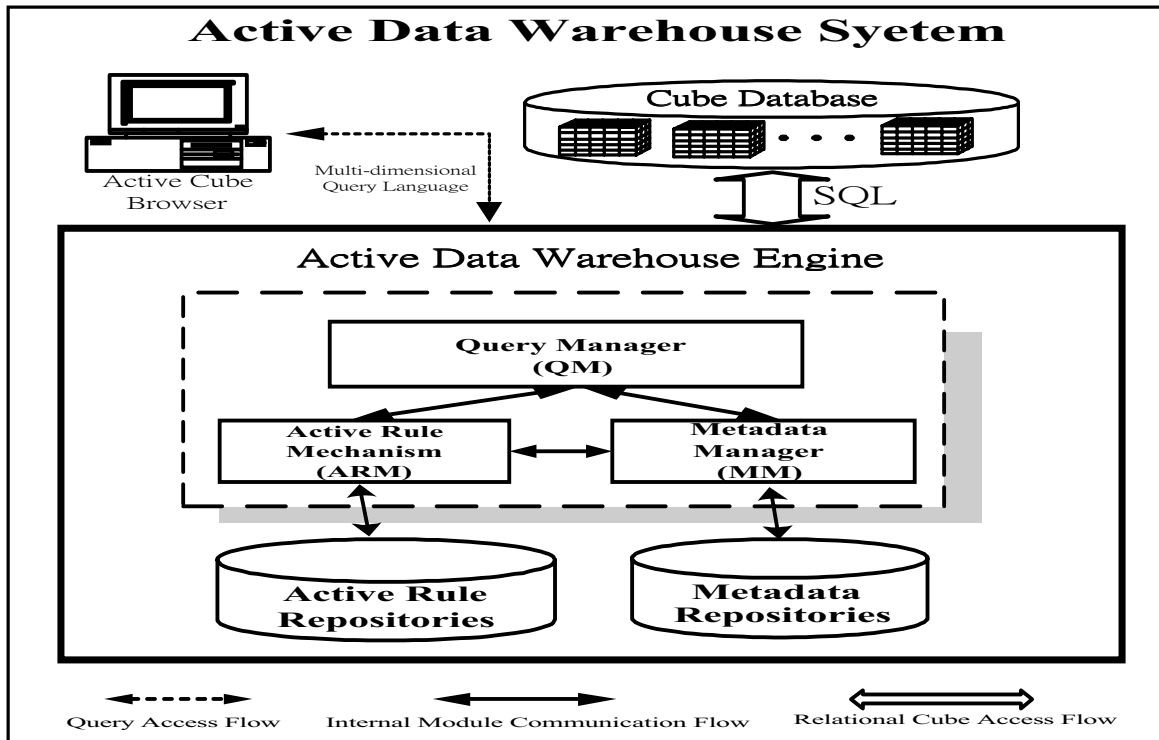 Active Data Warehouse Syetem
Cube Database
Active Cube
Browser
Multi-dimensional
Query Language
SQL
Active Data Warehouse Engine
Query Manager
(QM)
Active Rule
Mechanism
(ARM)
Metadata
Manager
(MM)
Active Rule
Repositories
Metadata
Repositories
Query Access Flow
Internal Module Communication Flow
Relational Cube Access Flow